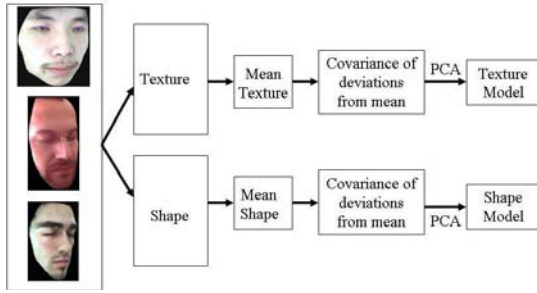 Texture
Mean
Texture
Covariance of
deviations
from mean
PCA
Texture
Model
Shape
Mean
Shape
Covariance of
deviations
from mean
PCA
Shape
Model